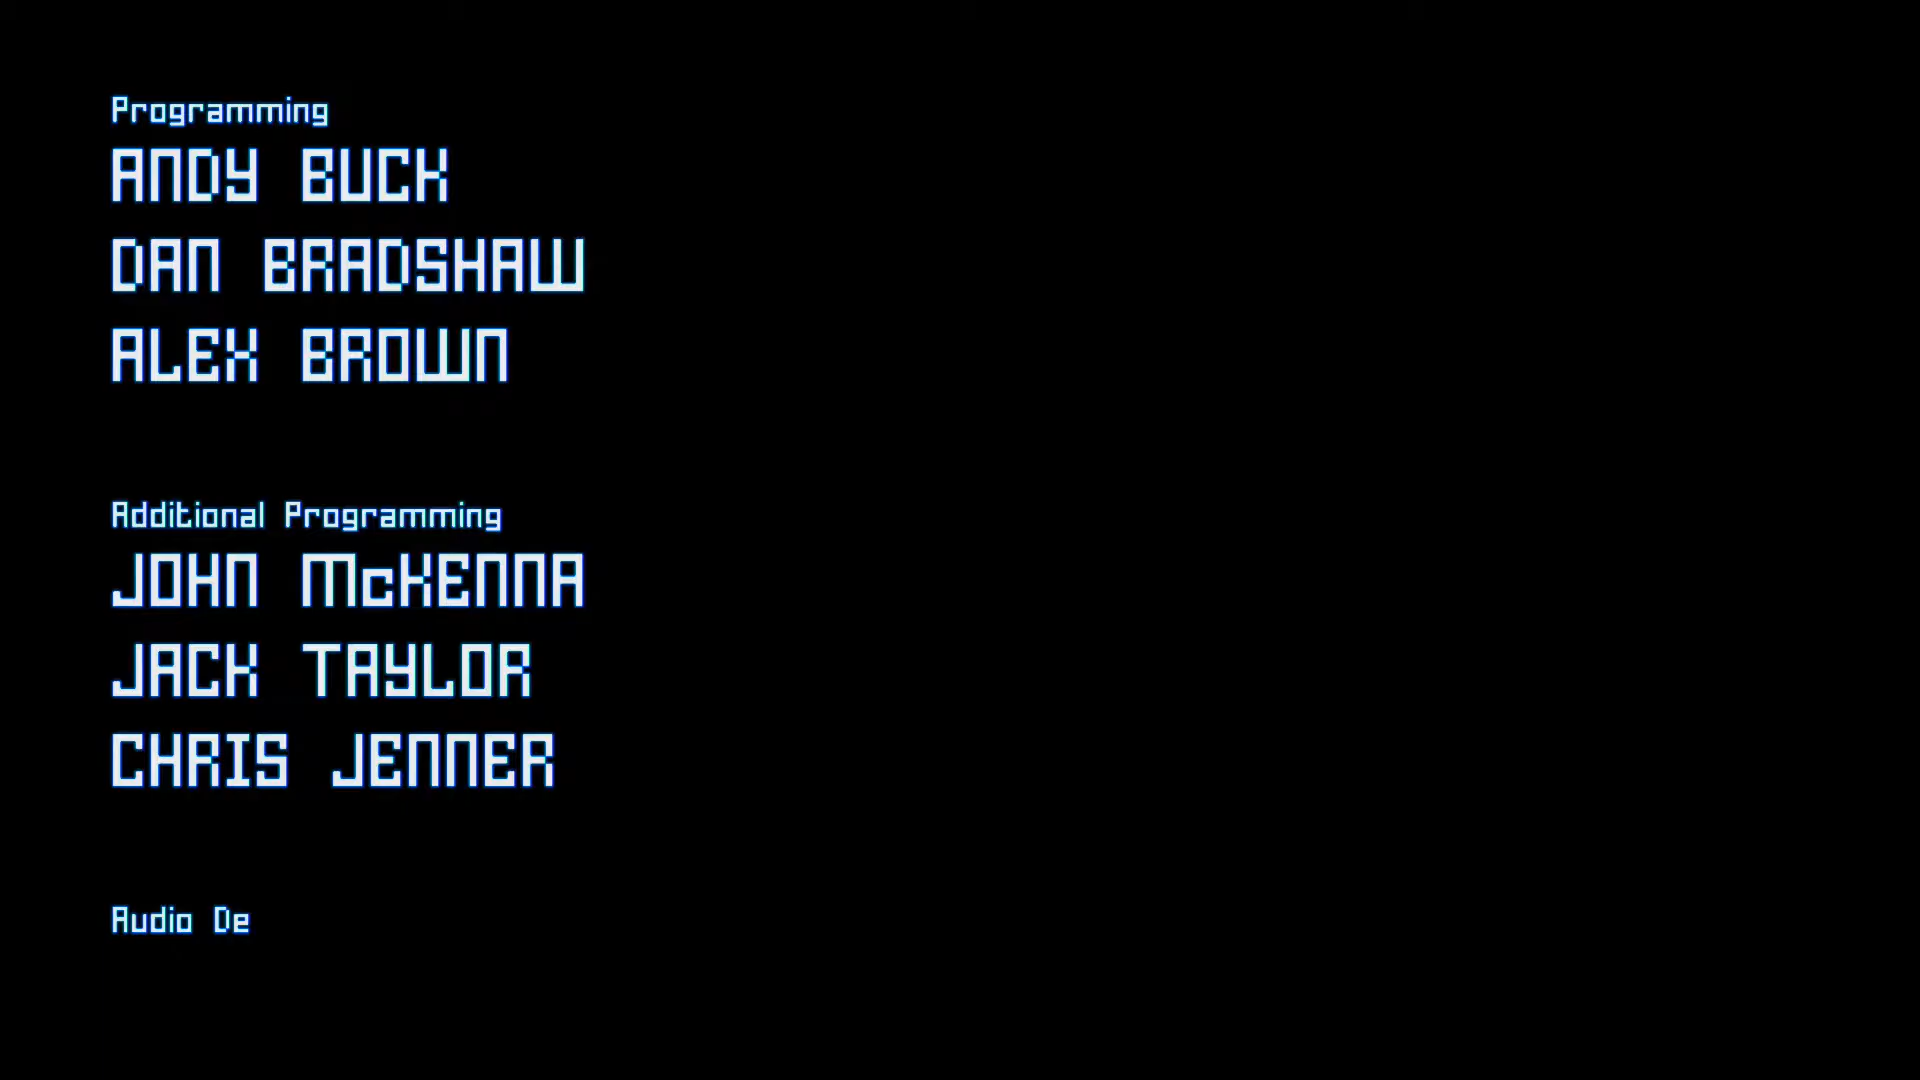 Programming
ANDY BUCK
DAN BRADSHAW
ALEX BROWN
Additional Programming
JOHN McKENNA
JACK TAYLOR
CHRIS JENNER
Audio De